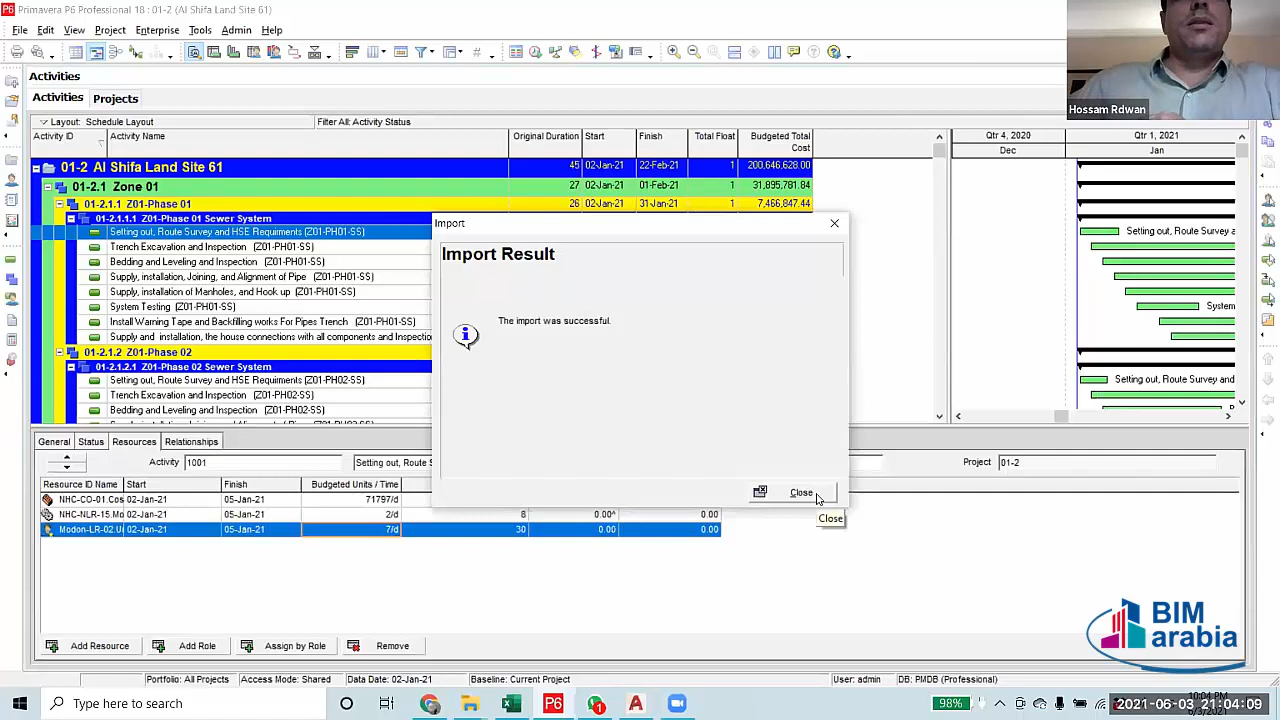 Primavera P6 Professional 18 : 01-2 (Al Shifa Land Site 61)
File Edit View Project Enterprise Tools Admin Help
Activities
Activities Projects
Layout: Schedule Layout Filter All: Activity Status
Activity ID Activity Name Original Duration Start Finish Total Float Budgeted Total Cost
Qtr 4, 2020 Qtr 1, 2021
Dec Jan
01-2 Al Shifa Land Site 61 45 02-Jan-21 22-Feb-21 1 200,646,628.00
01-2.1 Zone 01 27 02-Jan-21 01-Feb-21 1 31,895,781.84
01-2.1.1 Z01-Phase 01 26 02-Jan-21 31-Jan-21 1 7,466,847.44
01-2.1.1.1 Z01-Phase 01 Sewer System
Setting out, Route Survey and HSE Requirments (Z01-PH01-SS)
Setting out, Route Survey a
Trench Excavation and Inspection (Z01-PH01-SS)
Bedding and Leveling and Inspection (Z01-PH01-SS)
Supply, installation, Joining, and Alignment of Pipe (Z01-PH01-SS)
Supply, installation of Manholes, and Hook up (Z01-PH01-SS)
System Testing (Z01-PH01-SS)
System
Install Warning Tape and Backfilling works For Pipes Trench (Z01-PH01-SS)
Supply and installation, the house connections with all components and Inspecti
01-2.1.2 Z01-Phase 02
01-2.1.2.1 Z01-Phase 02 Sewer System
Setting out, Route Survey and HSE Requirments (Z01-PH02-SS)
Setting out, Route Survey and
Trench Excavation and Inspection (Z01-PH02-SS)
Bedding and Leveling and Inspection (Z01-PH02-SS)
Import
Import Result
The import was successful.
Close
Close
General Status Resources Relationships
Activity 1001 Setting out, Route S Project 01-2
Resource ID Name Start Finish Budgeted Units / Time
NHC-CO-01.Cos 02-Jan-21 05-Jan-21 71797/d
NHC-NLR-15.Mo 02-Jan-21 05-Jan-21 2/d 8 0.00^ 0.00
Modon-LR-02.U 02-Jan-21 05-Jan-21 7/d 30 0.00 0.00
Add Resource Add Role Assign by Role Remove
Portfolio: All Projects Access Mode: Shared Data Date: 02-Jan-21 Baseline: Current Project User: admin DB: PMDB (Professional)
Type here to search
98%
2021-06-03 21:04:09
Hossam Rdwan
BIM
arabia